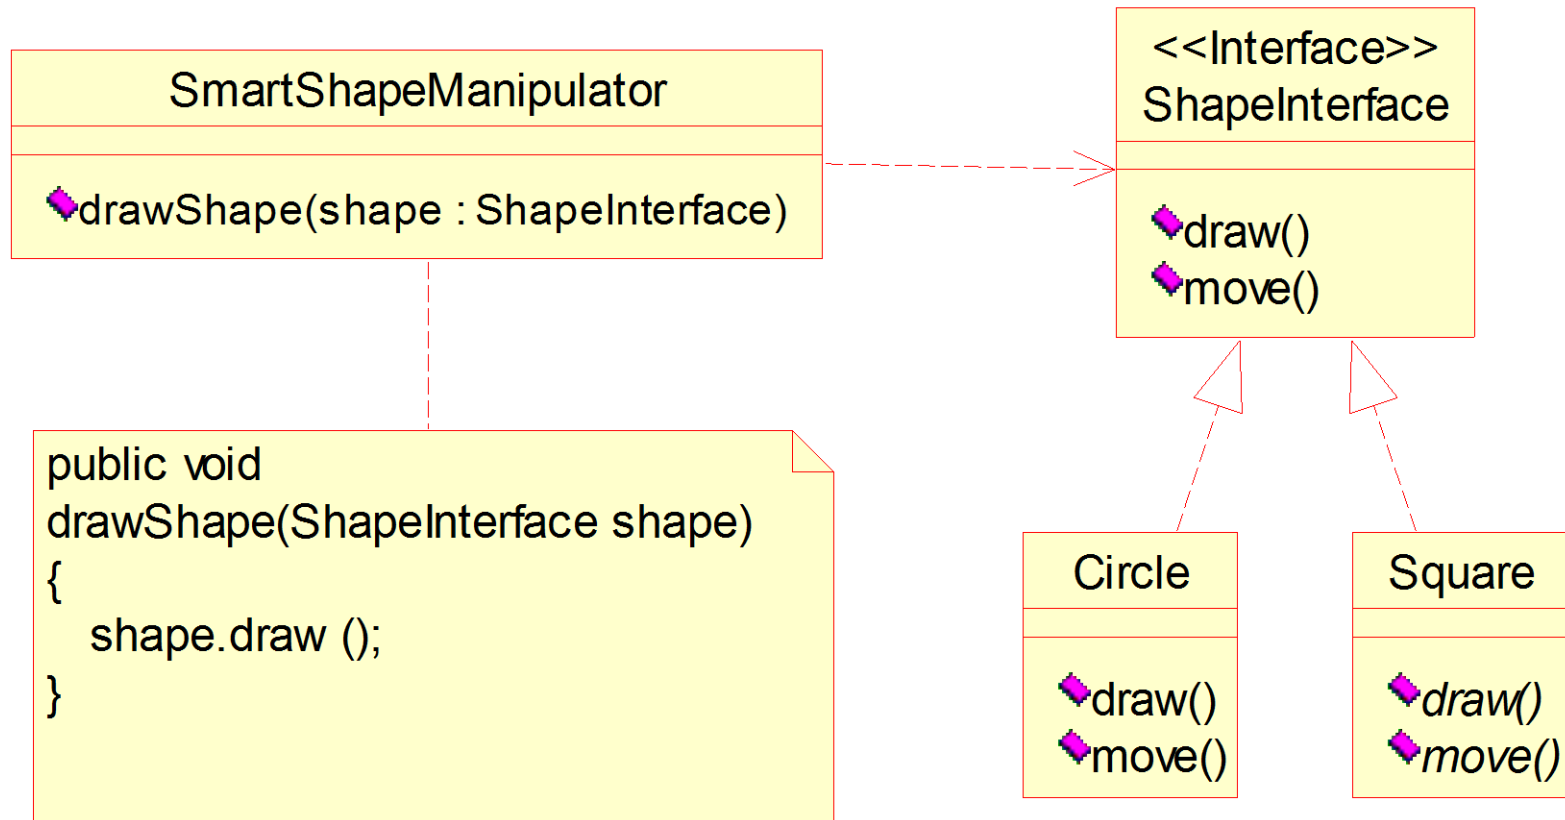 SmartShapeManipulator
drawShape(shape : ShapeInterface)
<<Interface>>
ShapeInterface
draw()
move()
public void
drawShape(ShapeInterface shape)
{
shape.draw ();
}
Circle
draw()
move()
Square
draw()
move()